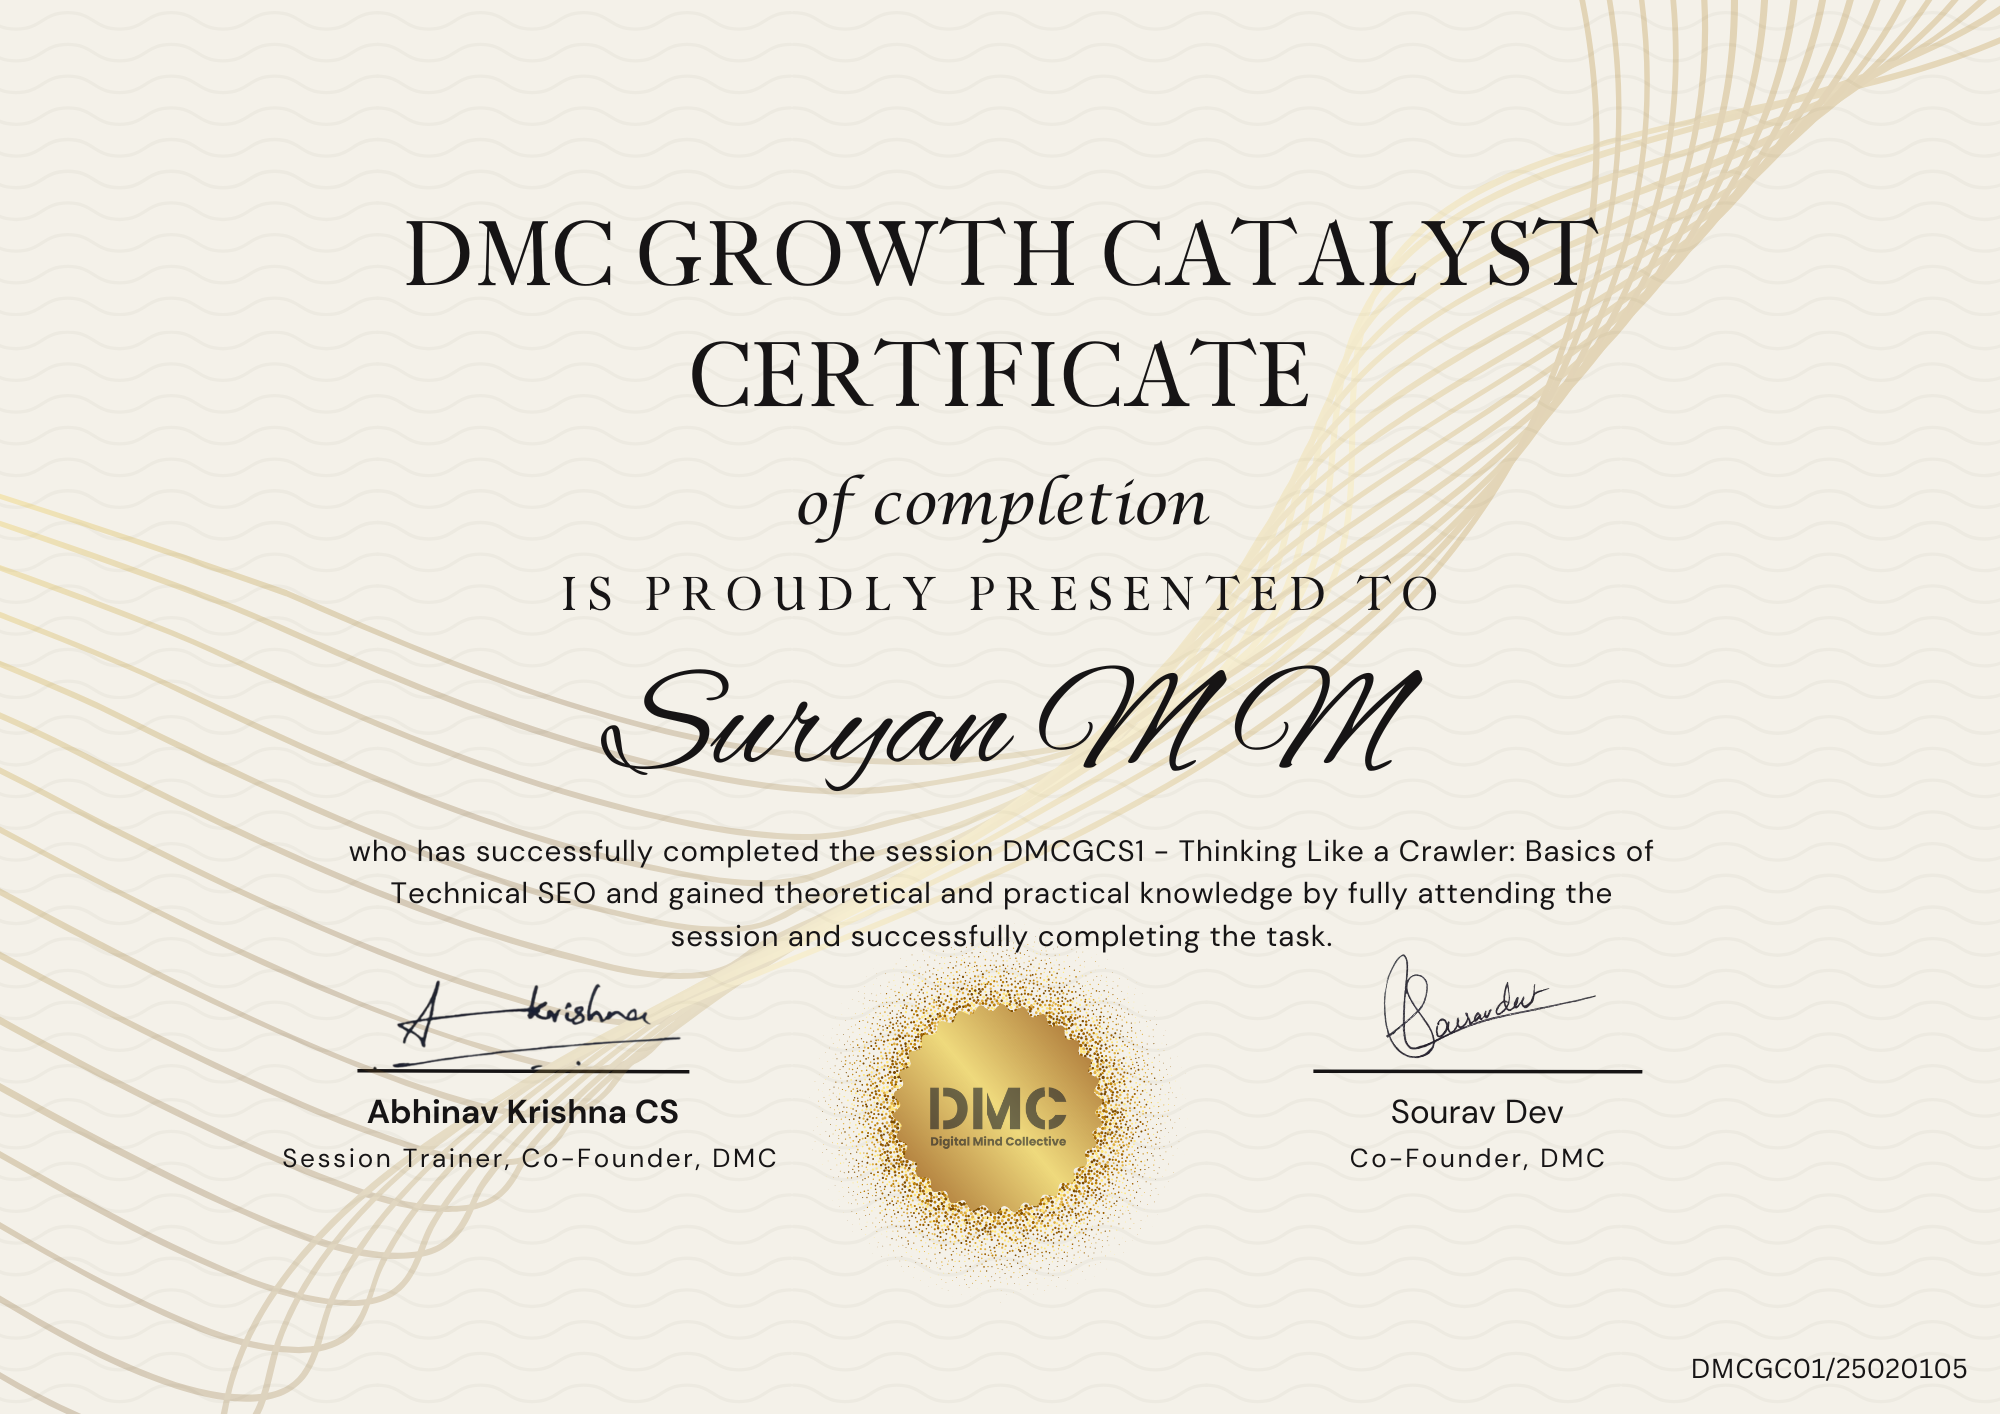 DMC GROWTH CATALYST
CERTIFICATE
of completion
IS PROUDLY PRESENTED TO
Suryan M M
who has successfully completed the session DMCGCS1 - Thinking Like a Crawler: Basics of
Technical SEO and gained theoretical and practical knowledge by fully attending the
session and successfully completing the task.
A krishna
Souravdev
Abhinav Krishna CS
Session Trainer, Co-Founder, DMC
DMC
Digital Mind Collective
Sourav Dev
Co-Founder, DMC
DMCGC01/25020105